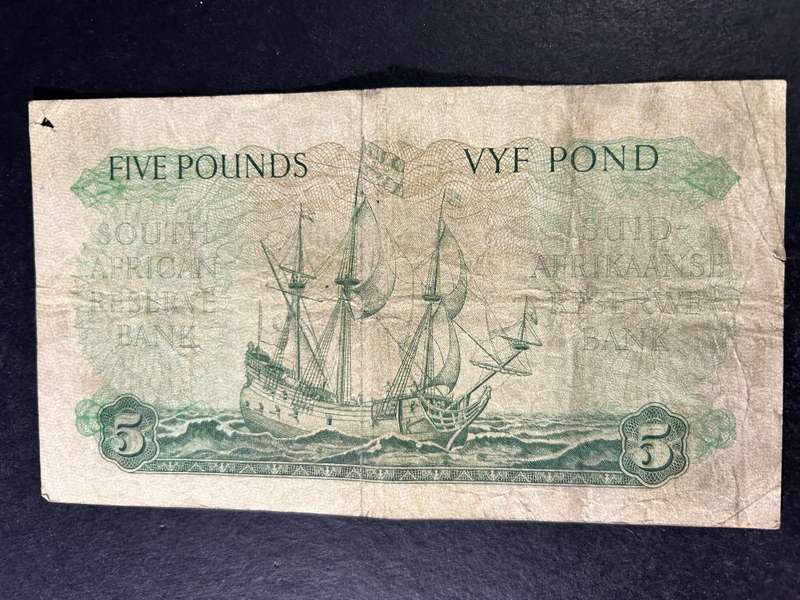 FIVE POUNDS
VYF POND
SOUTH
AFRICAN
RESERVE
BANK
SUID-
AFRIKAANSE
RESERWE-
BANK
5
5